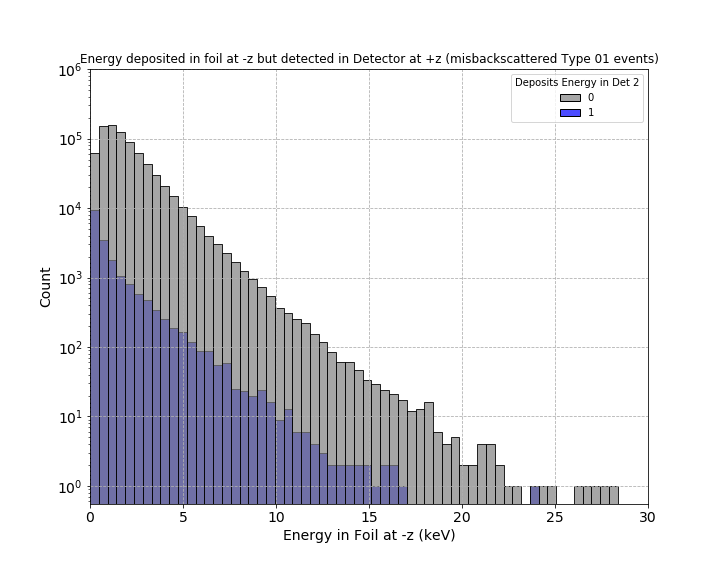 Energy deposited in foil at -z but detected in Detector at +z (misbackscattered Type 01 events)
Deposits Energy in Det 2
0
1
10^6
10^5
10^4
10^3
10^2
10^1
10^0
Count
0 5 10 15 20 25 30
Energy in Foil at -z (keV)